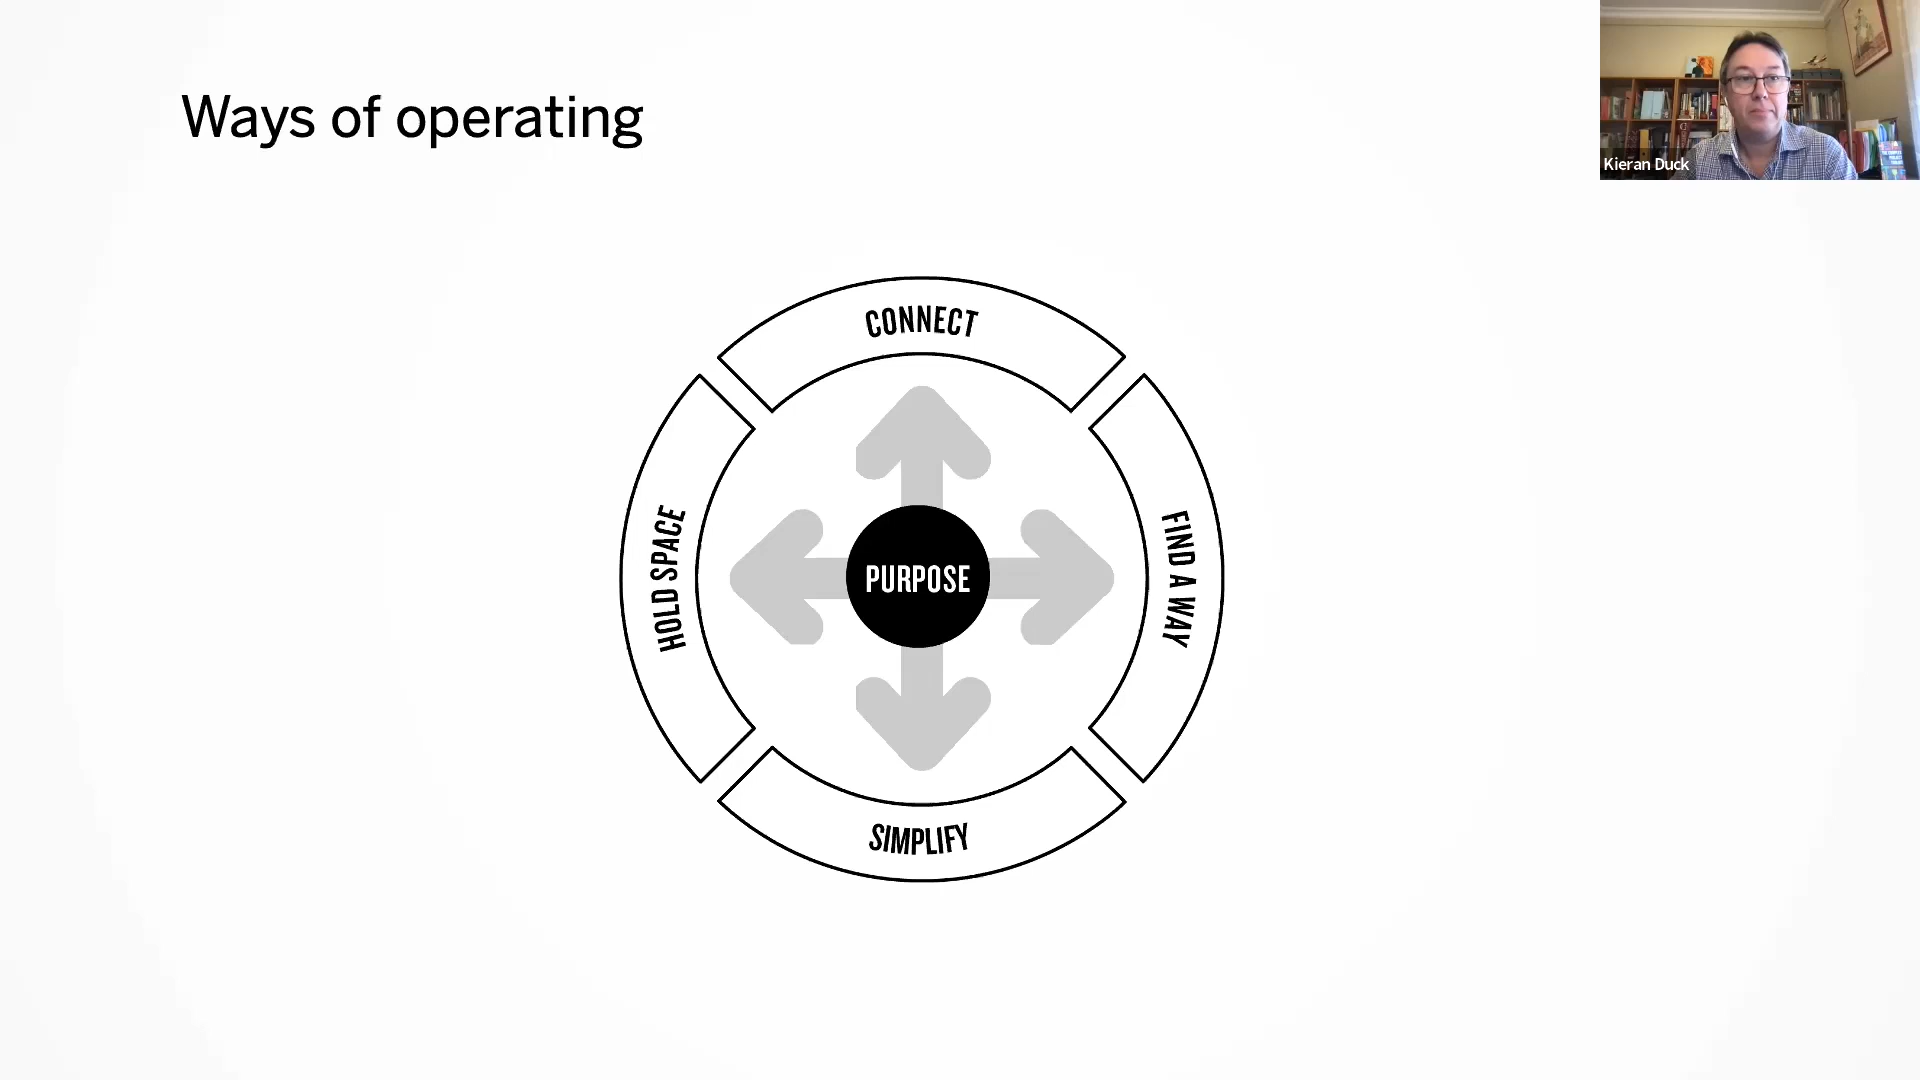 Ways of operating
Kieran Duck
CONNECT
HOLD SPACE
PURPOSE
FIND A WAY
SIMPLIFY